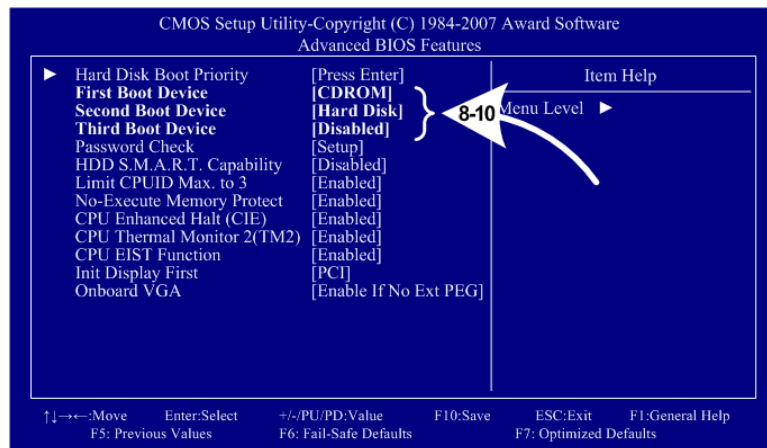 CMOS Setup Utility-Copyright (C) 1984-2007 Award Software
Advanced BIOS Features
► Hard Disk Boot Priority [Press Enter]
First Boot Device [CDROM]
Second Boot Device [Hard Disk]
Third Boot Device [Disabled]
Password Check [Setup]
HDD S.M.A.R.T. Capability [Disabled]
Limit CPUID Max. to 3 [Enabled]
No-Execute Memory Protect [Enabled]
CPU Enhanced Halt (CIE) [Enabled]
CPU Thermal Monitor 2(TM2) [Enabled]
CPU EIST Function [Enabled]
Init Display First [PCI]
Onboard VGA [Enable If No Ext PEG]
8-10
Item Help
Menu Level ►
↑↓→←:Move Enter:Select +/-/PU/PD:Value F10:Save ESC:Exit F1:General Help
F5: Previous Values F6: Fail-Safe Defaults F7: Optimized Defaults